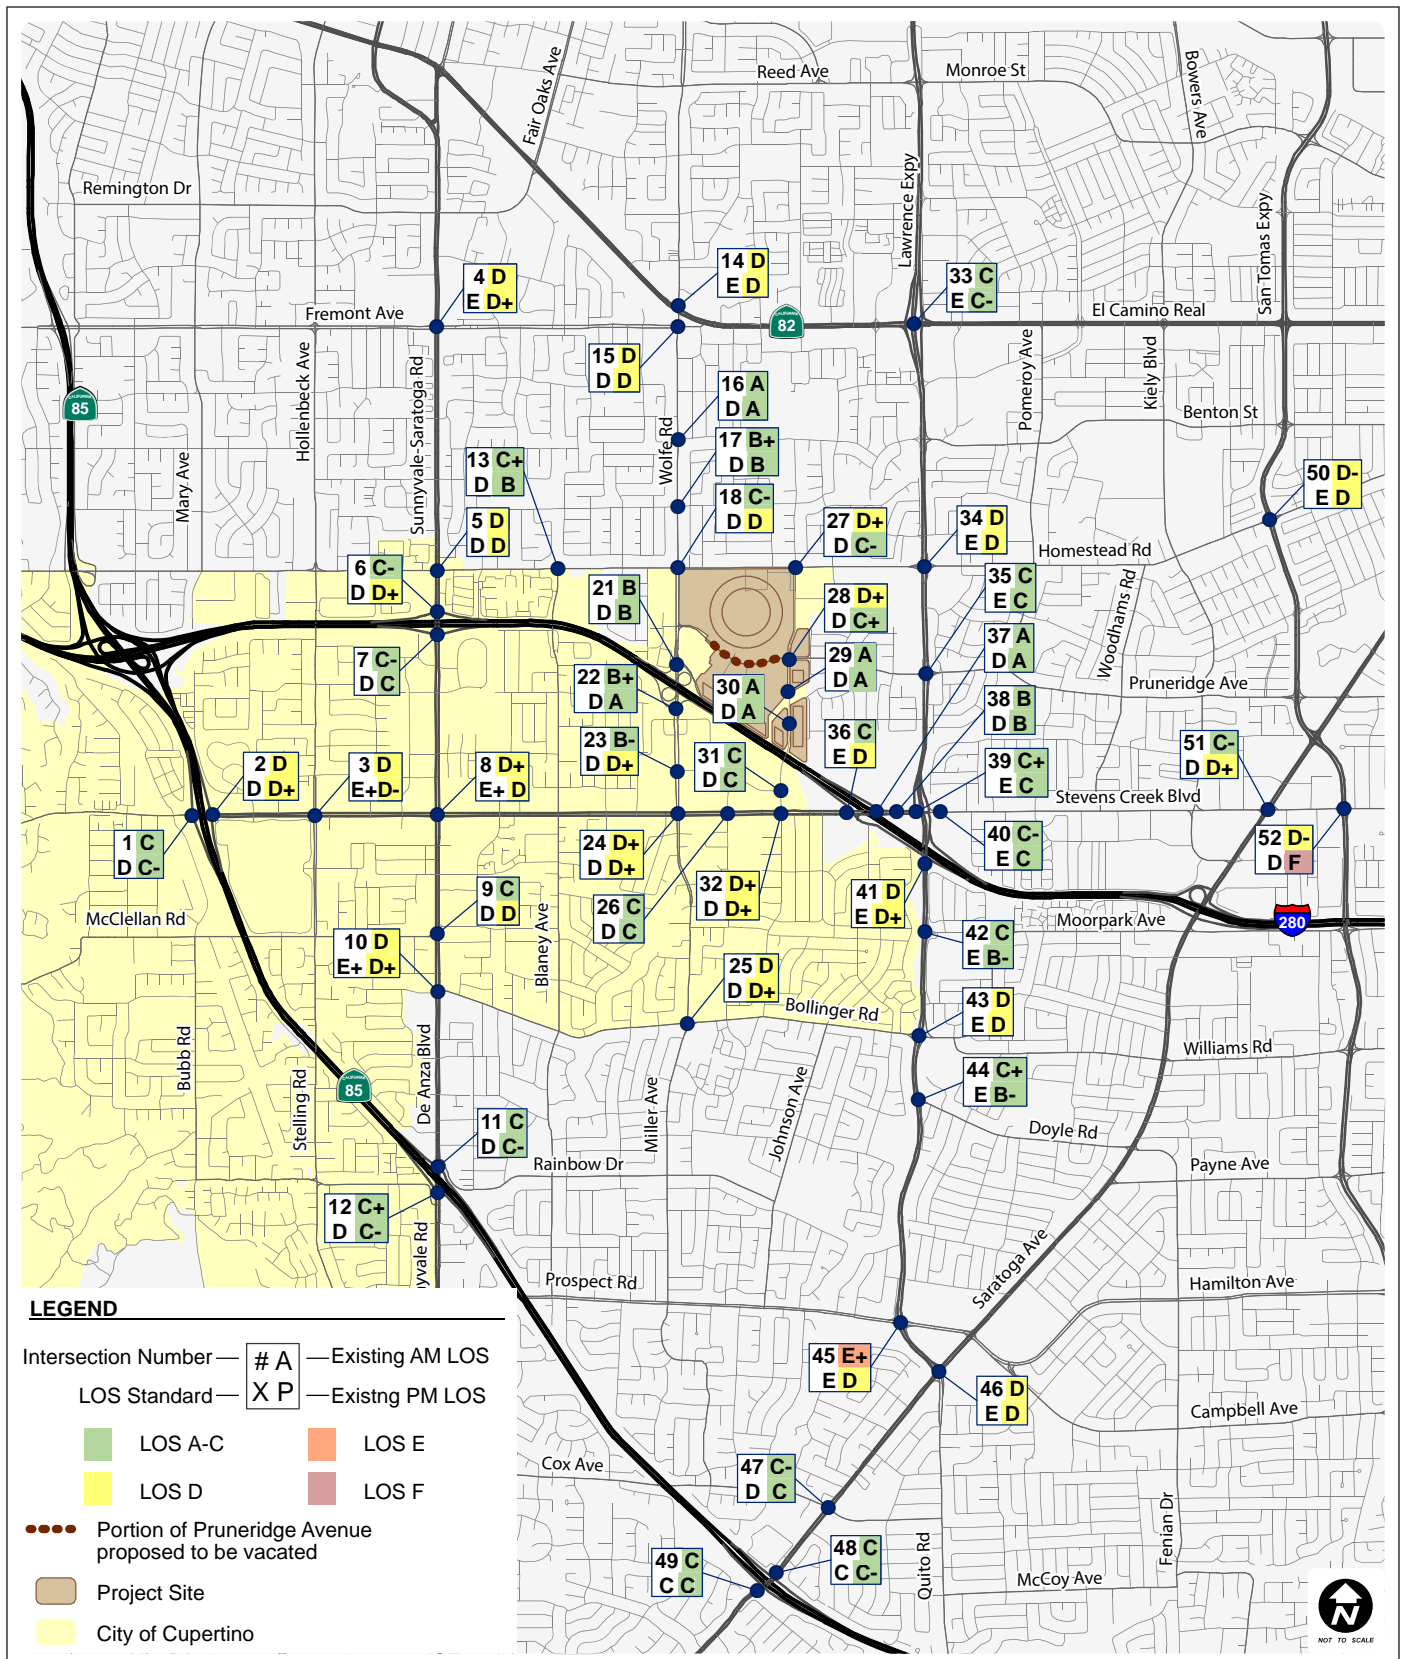 Reed Ave
Monroe St
Fair Oaks Ave
Bowers Ave
Lawrence Expy
San Tomas Expy
Remington Dr
4 D
E D+
14 D
E D
33 C
E C-
Fremont Ave
CALIFORNIA
82
El Camino Real
15 D
D D
Hollenbeck Ave
Sunnyvale-Saratoga Rd
Pomeroy Ave
Kiely Blvd
CALIFORNIA
85
16 A
D A
Benton St
Wolfe Rd
17 B+
D B
Mary Ave
13 C+
D B
50 D-
E D
18 C-
D D
5 D
D D
27 D+
D C-
34 D
E D
Homestead Rd
6 C-
D D+
35 C
E C
21 B
D B
28 D+
D C+
Woodhams Rd
37 A
D A
7 C-
D C
29 A
D A
22 B+
D A
30 A
D A
Pruneridge Ave
38 B
D B
36 C
E D
23 B-
D D+
51 C-
D D+
31 C
D C
39 C+
E C
2 D
D D+
3 D
E+D-
8 D+
E+ D
Stevens Creek Blvd
1 C
D C-
24 D+
D D+
40 C-
E C
52 D-
D F
32 D+
D D+
9 C
D D
41 D
E D+
26 C
D C
McClellan Rd
Moorpark Ave
280
Blaney Ave
10 D
E+ D+
42 C
E B-
25 D
D D+
Bollinger Rd
43 D
E D
Bubb Rd
De Anza Blvd
Williams Rd
Stelling Rd
CALIFORNIA
85
Miller Ave
Johnson Ave
44 C+
E B-
11 C
D C-
Doyle Rd
Rainbow Dr
Payne Ave
12 C+
D C-
yvale Rd
Saratoga Ave
Prospect Rd
Hamilton Ave
45 E+
E D
46 D
E D
Campbell Ave
Cox Ave
47 C-
D C
Quito Rd
Fenian Dr
48 C
C C-
49 C
C C
McCoy Ave
LEGEND
Intersection Number
# A
Existing AM LOS
LOS Standard
X P
Existng PM LOS
LOS A-C
LOS E
LOS D
LOS F
Portion of Pruneridge Avenue
proposed to be vacated
Project Site
City of Cupertino
N
NOT TO SCALE